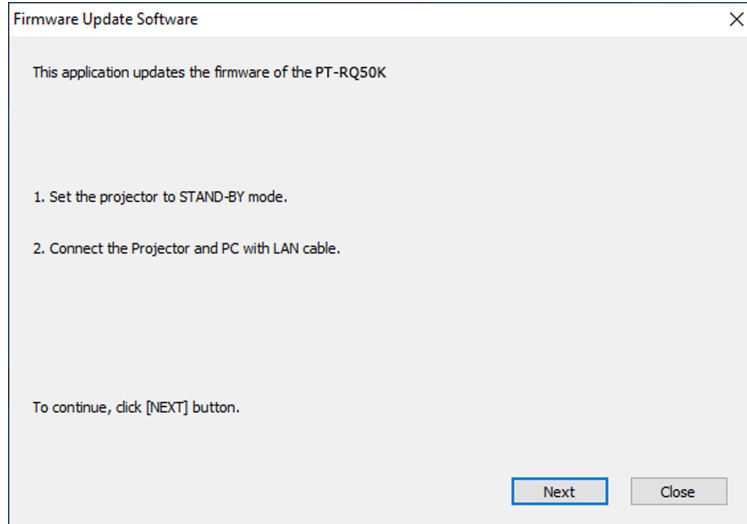 Firmware Update Software
This application updates the firmware of the PT-RQ50K
1. Set the projector to STAND-BY mode.
2. Connect the Projector and PC with LAN cable.
To continue, click [NEXT] button.
Next Close